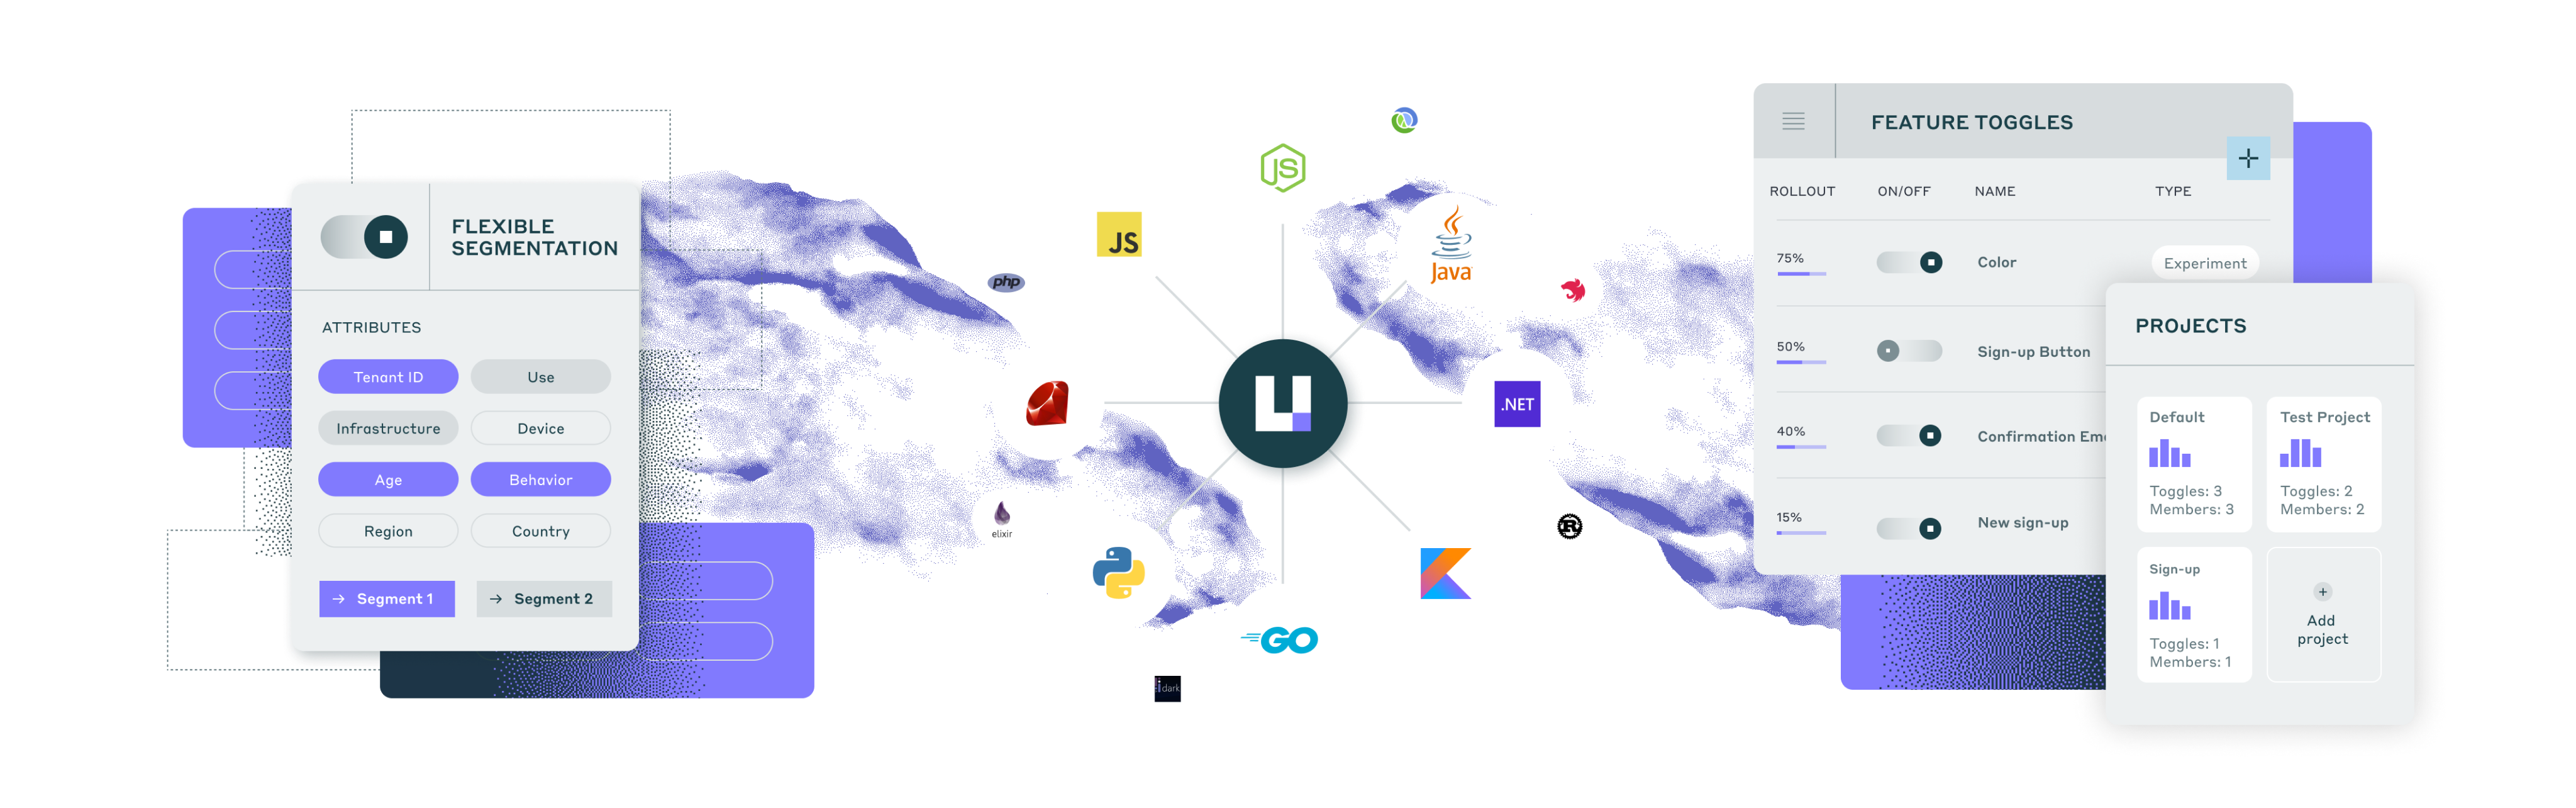 FLEXIBLE
SEGMENTATION
ATTRIBUTES
Tenant ID
Use
Infrastructure
Device
Age
Behavior
Region
Country
→ Segment 1
→ Segment 2
JS
JS
php
Java
.NET
elixir
GO
dark
R
FEATURE TOGGLES
ROLLOUT ON/OFF NAME TYPE
75% Color Experiment
50% Sign-up Button
40% Confirmation Em
15% New sign-up
PROJECTS
Default
Toggles: 3
Members: 3
Test Project
Toggles: 2
Members: 2
Sign-up
Toggles: 1
Members: 1
+
Add
project